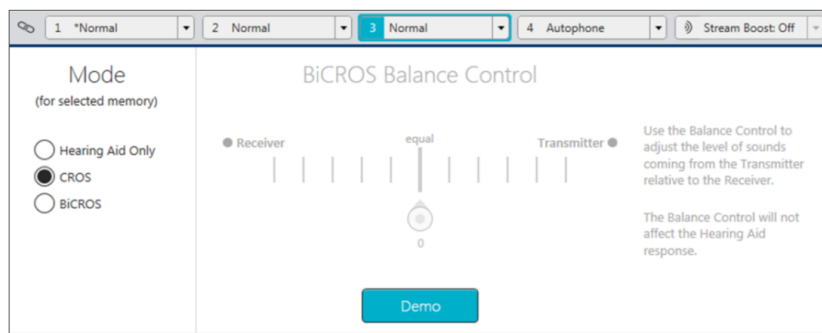 1 *Normal
2 Normal
3 Normal
4 Autophone
Stream Boost: Off
Mode
(for selected memory)
Hearing Aid Only
CROS
BiCROS
BiCROS Balance Control
Receiver
equal
Transmitter
0
Demo
Use the Balance Control to
adjust the level of sounds
coming from the Transmitter
relative to the Receiver.
The Balance Control will not
affect the Hearing Aid
response.